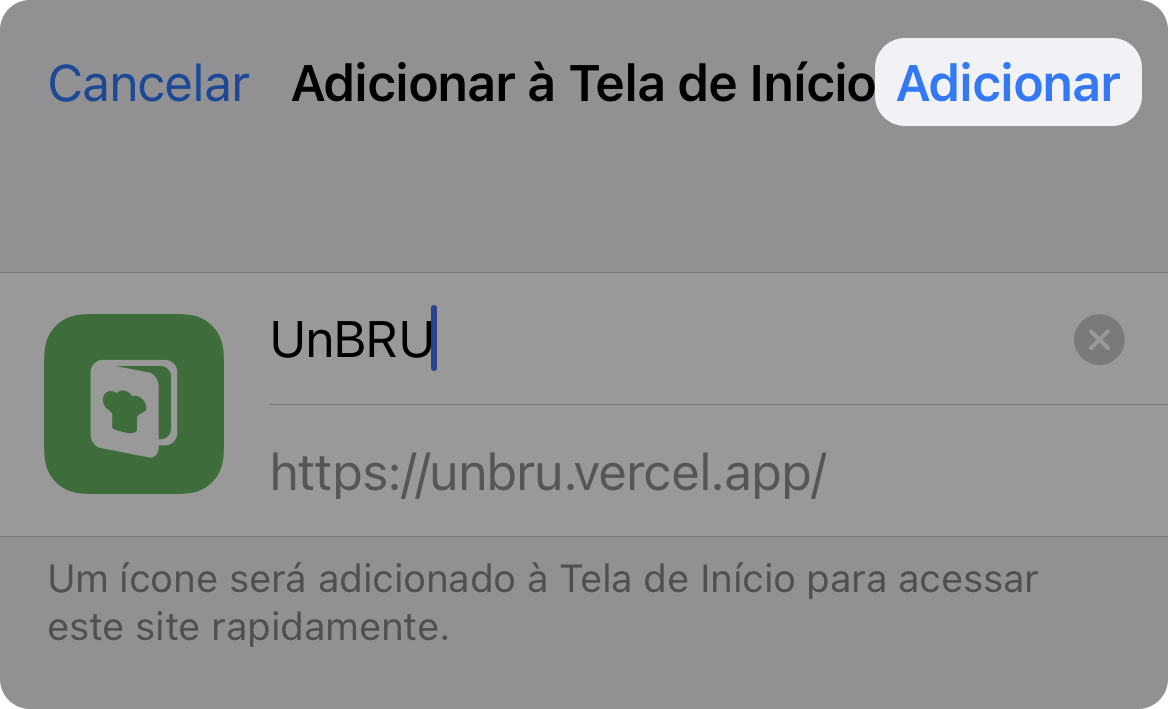 Cancelar Adicionar à Tela de Início Adicionar
UnBRU
https://unbru.vercel.app/
Um ícone será adicionado à Tela de Início para acessar
este site rapidamente.